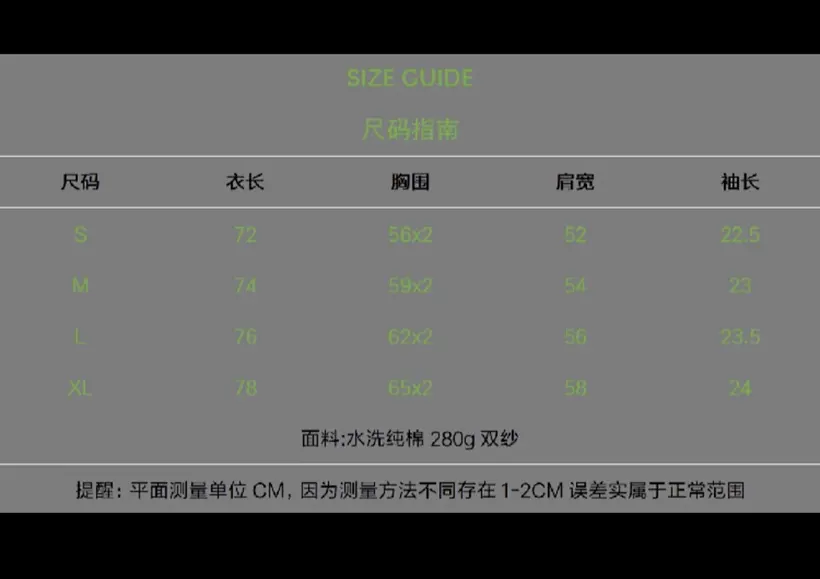 SIZE GUIDE
尺码指南
尺码 衣长 胸围 肩宽 袖长
S 72 56x2 52 22.5
M 74 59x2 54 23
L 76 62x2 56 23.5
XL 78 65x2 58 24
面料:水洗纯棉 280g 双纱
提醒: 平面测量单位 CM, 因为测量方法不同存在 1-2CM 误差实属于正常范围